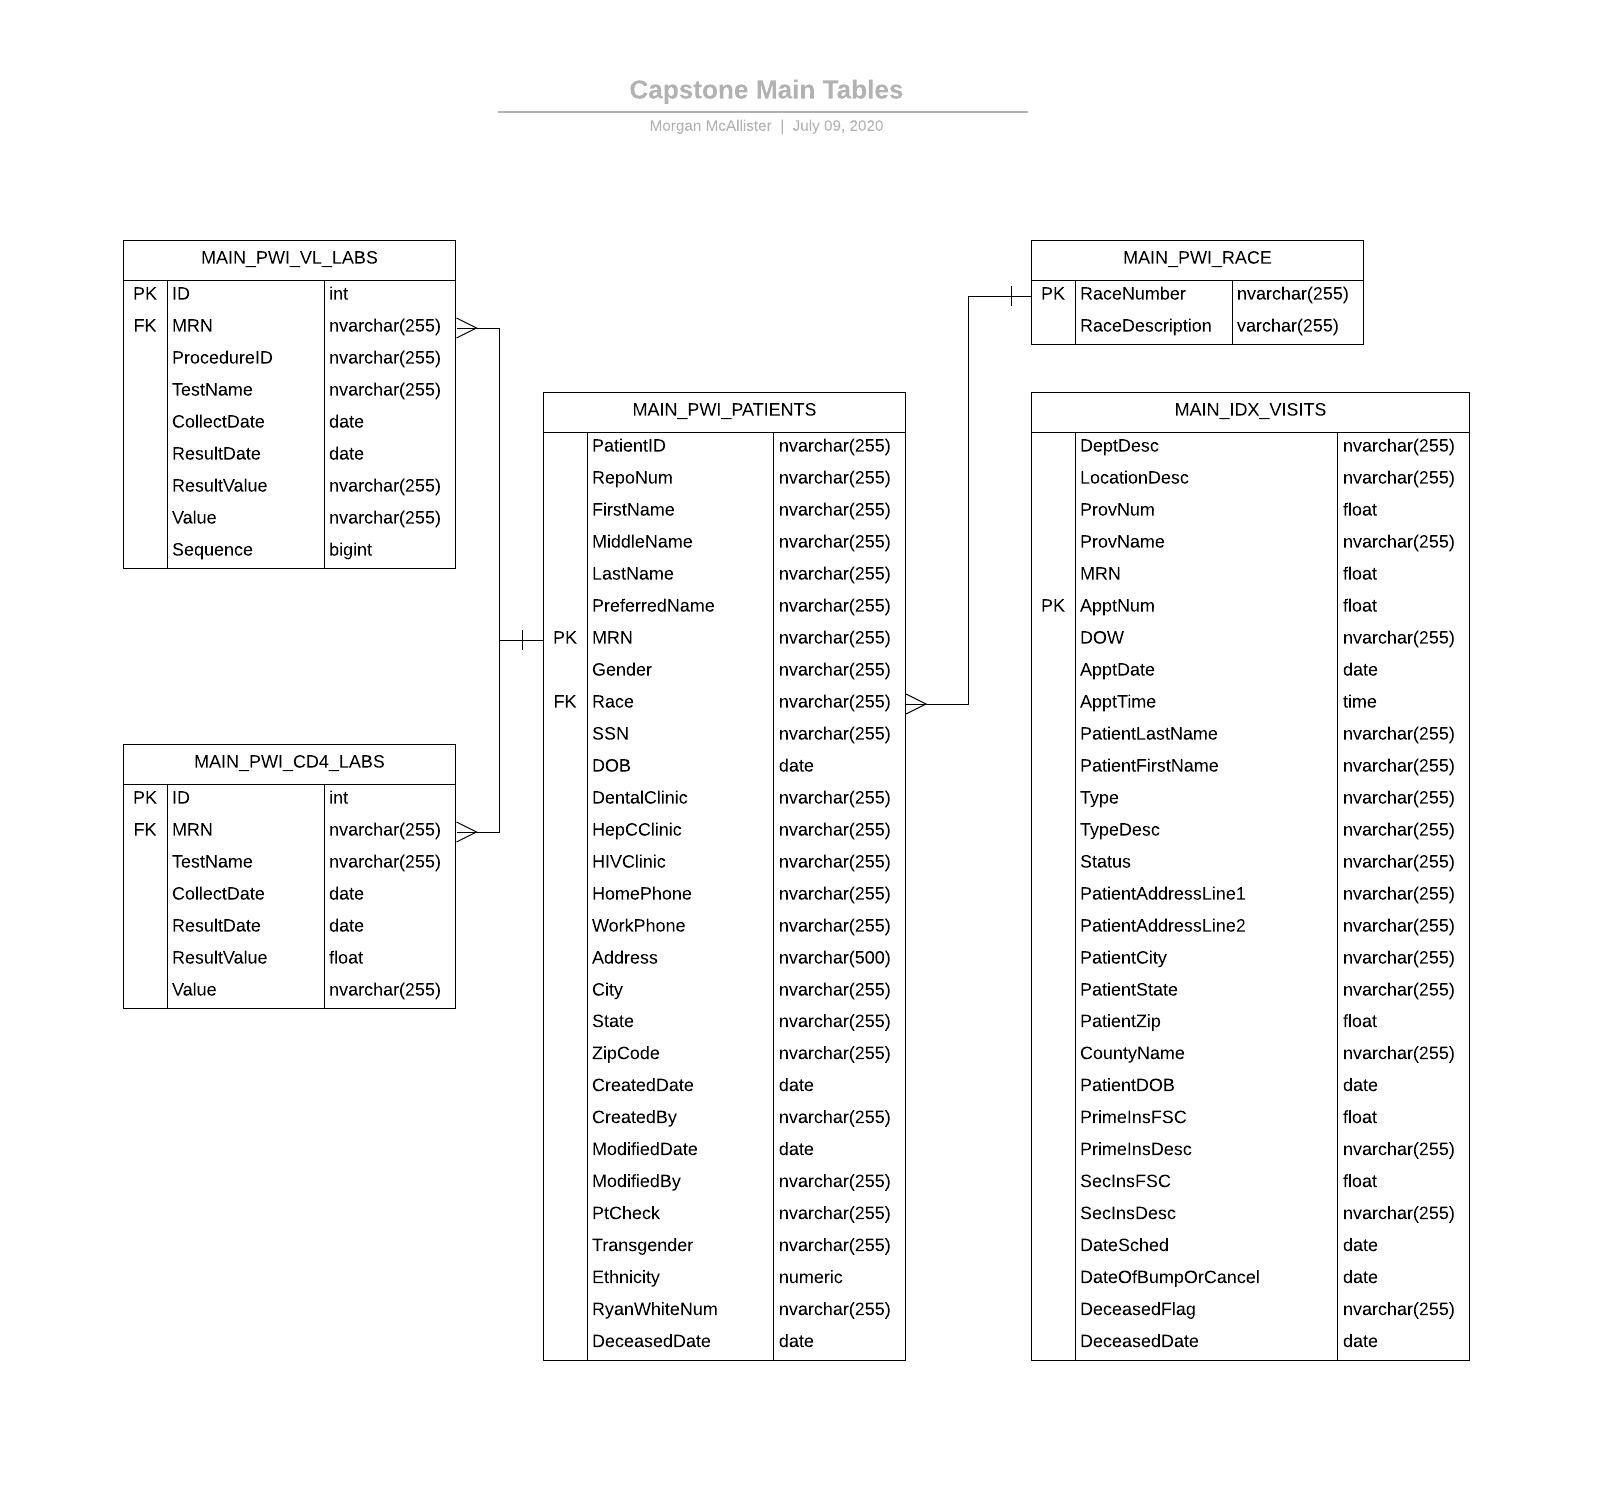 Capstone Main Tables
Morgan McAllister | July 09, 2020
MAIN_PWI_VL_LABS
PK ID int
FK MRN nvarchar(255)
ProcedureID nvarchar(255)
TestName nvarchar(255)
CollectDate date
ResultDate date
ResultValue nvarchar(255)
Value nvarchar(255)
Sequence bigint
MAIN_PWI_CD4_LABS
PK ID int
FK MRN nvarchar(255)
TestName nvarchar(255)
CollectDate date
ResultDate date
ResultValue float
Value nvarchar(255)
MAIN_PWI_PATIENTS
PatientID nvarchar(255)
RepoNum nvarchar(255)
FirstName nvarchar(255)
MiddleName nvarchar(255)
LastName nvarchar(255)
PreferredName nvarchar(255)
PK MRN nvarchar(255)
Gender nvarchar(255)
FK Race nvarchar(255)
SSN nvarchar(255)
DOB date
DentalClinic nvarchar(255)
HepCClinic nvarchar(255)
HIVClinic nvarchar(255)
HomePhone nvarchar(255)
WorkPhone nvarchar(255)
Address nvarchar(500)
City nvarchar(255)
State nvarchar(255)
ZipCode nvarchar(255)
CreatedDate date
CreatedBy nvarchar(255)
ModifiedDate date
ModifiedBy nvarchar(255)
PtCheck nvarchar(255)
Transgender nvarchar(255)
Ethnicity numeric
RyanWhiteNum nvarchar(255)
DeceasedDate date
MAIN_PWI_RACE
PK RaceNumber nvarchar(255)
RaceDescription varchar(255)
MAIN_IDX_VISITS
DeptDesc nvarchar(255)
LocationDesc nvarchar(255)
ProvNum float
ProvName nvarchar(255)
MRN float
PK ApptNum float
DOW nvarchar(255)
ApptDate date
ApptTime time
PatientLastName nvarchar(255)
PatientFirstName nvarchar(255)
Type nvarchar(255)
TypeDesc nvarchar(255)
Status nvarchar(255)
PatientAddressLine1 nvarchar(255)
PatientAddressLine2 nvarchar(255)
PatientCity nvarchar(255)
PatientState nvarchar(255)
PatientZip float
CountyName nvarchar(255)
PatientDOB date
PrimeInsFSC float
PrimeInsDesc nvarchar(255)
SecInsFSC float
SecInsDesc nvarchar(255)
DateSched date
DateOfBumpOrCancel date
DeceasedFlag nvarchar(255)
DeceasedDate date